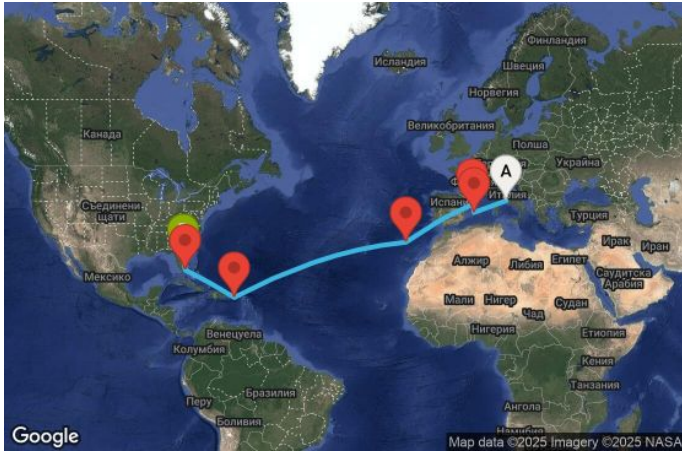 Исландия
Финландия
Швеция
Норвегия
Великобритания
Полша
Украйна
Канада
Ф
A
Италия
Испани
Турция
Съединени
щати
Мексико
Алжир
Либия
Египет
Ирак
Иран
Саудитска
Арабия
Мали
Нигер
Чад
Судан
Нигерия
Етиопия
Венецуела
Колумбия
Кения
Танзания
Перу
Бразилия
Боливия
Ангола
Намибия
Google
Map data ©2025 Imagery ©2025 NASA